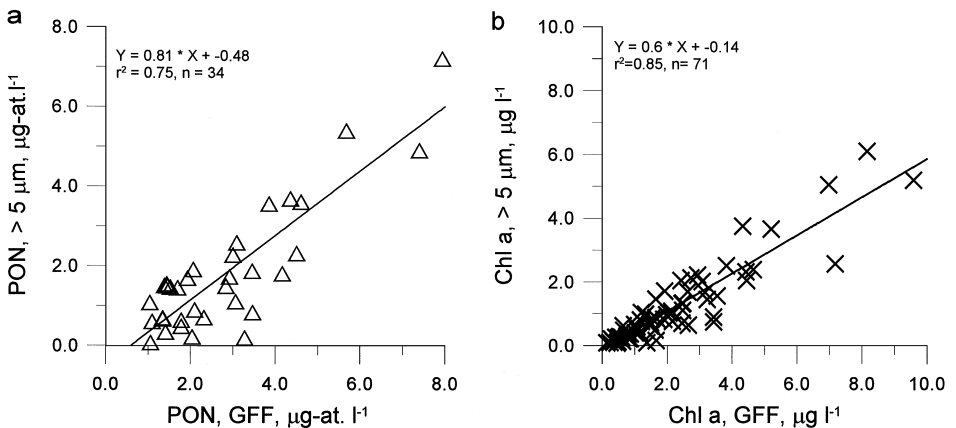 a
Y = 0.81 * X + -0.48
r² = 0.75, n = 34
PON, > 5 μm, μg-at.l⁻¹
8.0
6.0
4.0
2.0
0.0
0.0 2.0 4.0 6.0 8.0
PON, GFF, μg-at. l⁻¹
b
Y = 0.6 * X + -0.14
r²=0.85, n= 71
Chl a, > 5 μm, μg l⁻¹
10.0
8.0
6.0
4.0
2.0
0.0
0.0 2.0 4.0 6.0 8.0 10.0
Chl a, GFF, μg l⁻¹